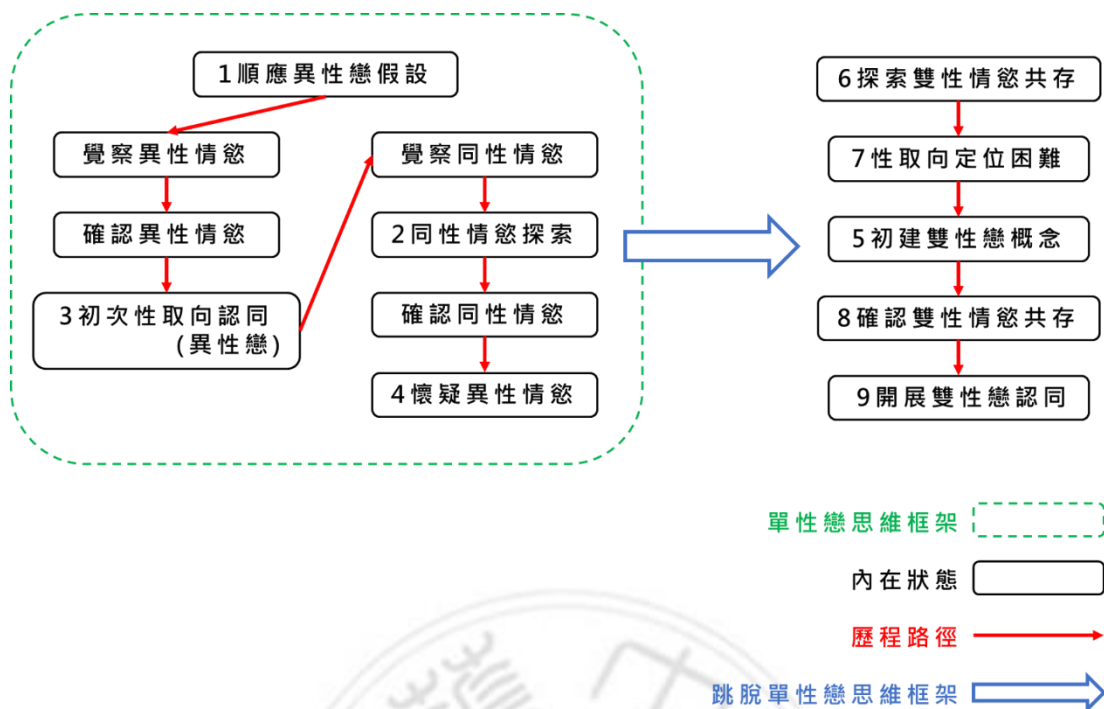 1順應異性戀假設
覺察異性情慾
確認異性情慾
3初次性取向認同
(異性戀)
覺察同性情慾
2同性情慾探索
確認同性情慾
4懷疑異性情慾
6探索雙性情慾共存
7性取向定位困難
5初建雙性戀概念
8確認雙性情慾共存
9開展雙性戀認同
單性戀思維框架
內在狀態
歷程路徑
跳脫單性戀思維框架